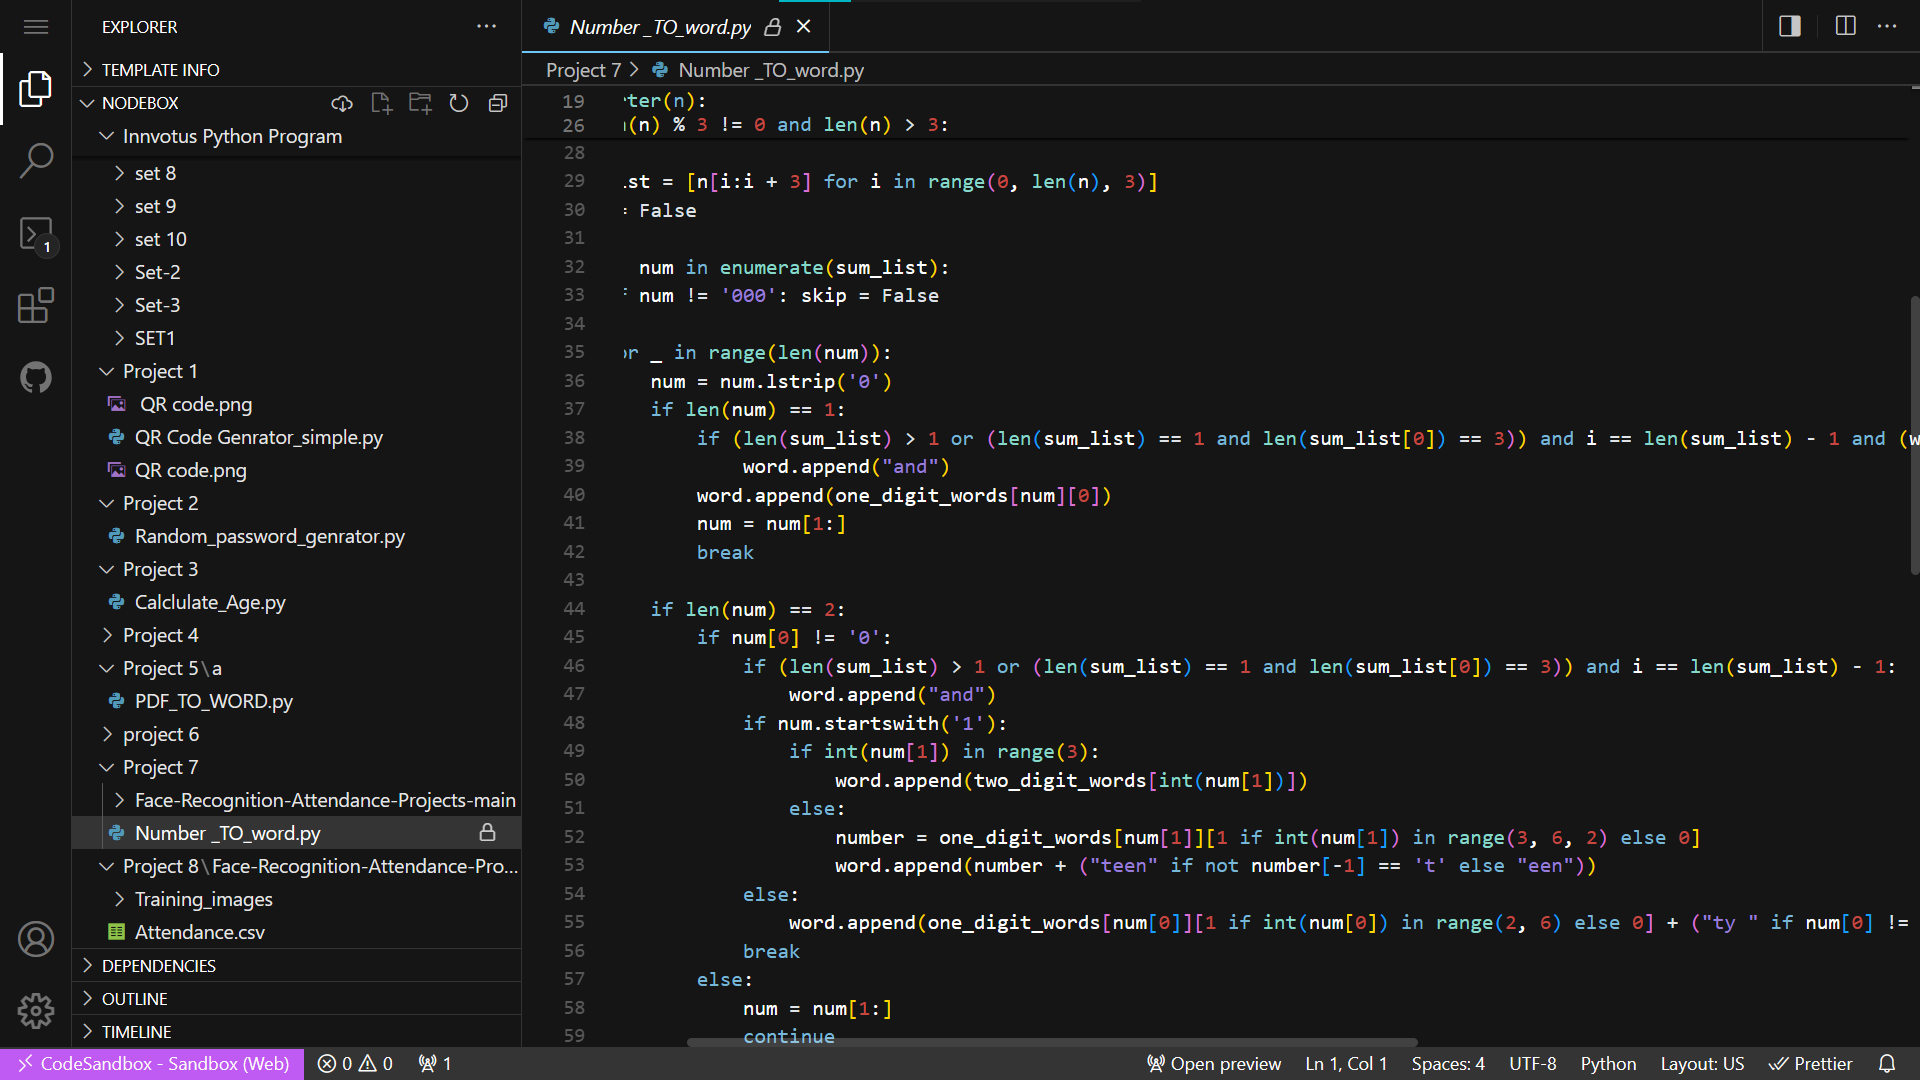 EXPLORER
TEMPLATE INFO
NODEBOX
Innvotus Python Program
set 8
set 9
set 10
Set-2
Set-3
SET1
Project 1
QR code.png
QR Code Genrator_simple.py
QR code.png
Project 2
Random_password_genrator.py
Project 3
Calclulate_Age.py
Project 4
Project 5\a
PDF_TO_WORD.py
project 6
Project 7
Face-Recognition-Attendance-Projects-main
Number _TO_word.py
Project 8\Face-Recognition-Attendance-Pro...
Training_images
Attendance.csv
DEPENDENCIES
OUTLINE
TIMELINE
1
Number _TO_word.py
Project 7 > Number _TO_word.py
19 ter(n):
26 (n) % 3 != 0 and len(n) > 3:
28
29 st = [n[i:i + 3] for i in range(0, len(n), 3)]
30 = False
31
32 num in enumerate(sum_list):
33 num != '000': skip = False
34
35 r _ in range(len(num)):
36 num = num.lstrip('0')
37 if len(num) == 1:
38 if (len(sum_list) > 1 or (len(sum_list) == 1 and len(sum_list[0]) == 3)) and i == len(sum_list) - 1 and (w
39 word.append("and")
40 word.append(one_digit_words[num][0])
41 num = num[1:]
42 break
43
44 if len(num) == 2:
45 if num[0] != '0':
46 if (len(sum_list) > 1 or (len(sum_list) == 1 and len(sum_list[0]) == 3)) and i == len(sum_list) - 1:
47 word.append("and")
48 if num.startswith('1'):
49 if int(num[1]) in range(3):
50 word.append(two_digit_words[int(num[1])])
51 else:
52 number = one_digit_words[num[1]][1 if int(num[1]) in range(3, 6, 2) else 0]
53 word.append(number + ("teen" if not number[-1] == 't' else "een"))
54 else:
55 word.append(one_digit_words[num[0]][1 if int(num[0]) in range(2, 6) else 0] + ("ty " if num[0] !=
56 break
57 else:
58 num = num[1:]
59 continue
CodeSandbox - Sandbox (Web) 0 0 1 Open preview Ln 1, Col 1 Spaces: 4 UTF-8 Python Layout: US Prettier